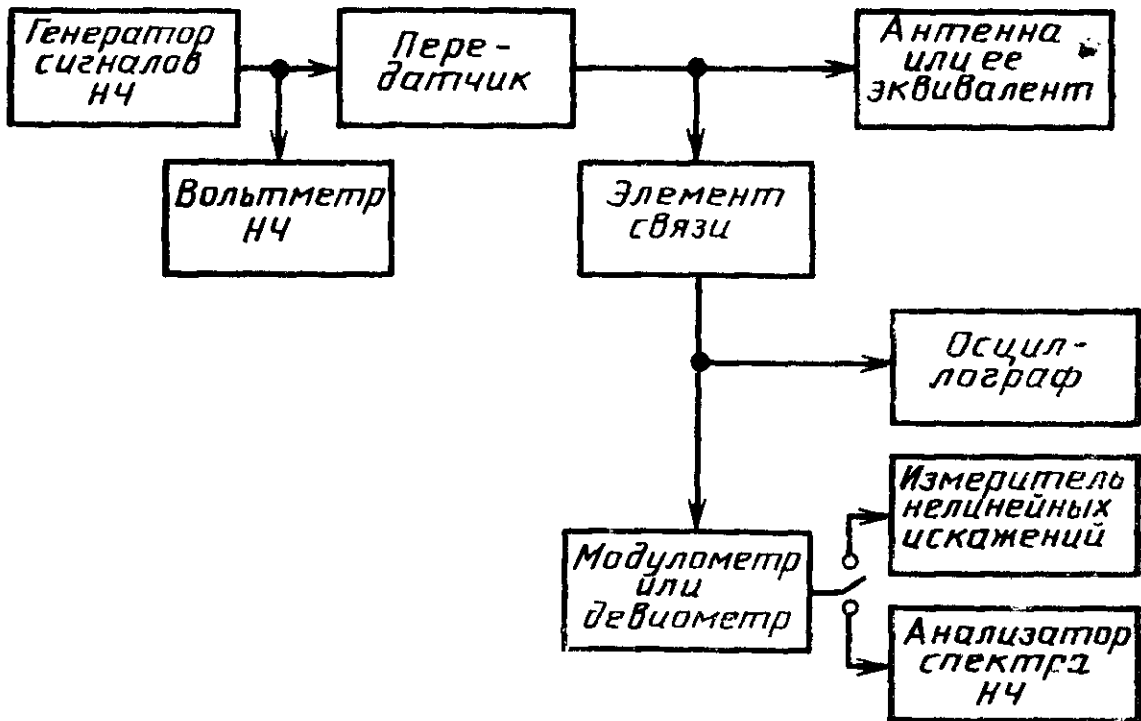 Генератор
сигналов
НЧ
Пере-
датчик
Антенна
или ее
эквивалент
Вольтметр
НЧ
Элемент
связи
Осцил-
лограф
Измеритель
нелинейных
искажений
Модулометр
или
девиометр
Анализатор
спектра
НЧ